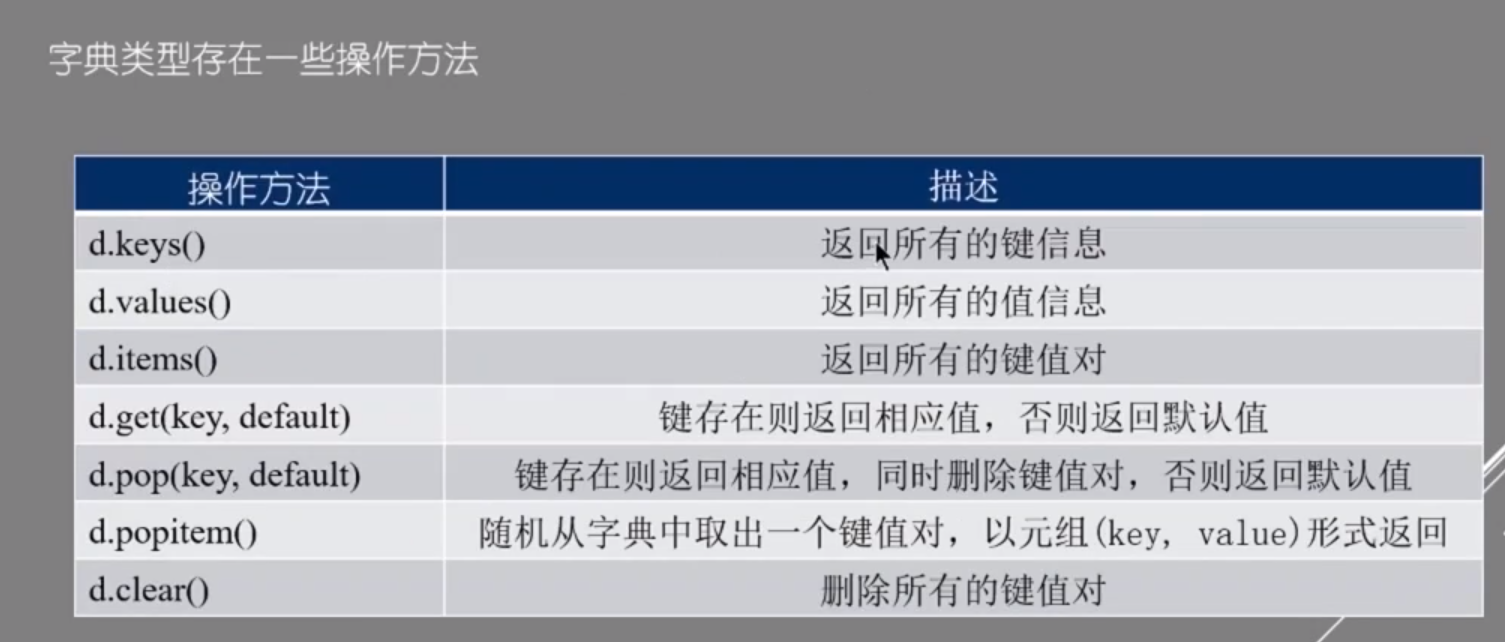 字典类型存在一些操作方法
操作方法 描述
d.keys() 返回所有的键信息
d.values() 返回所有的值信息
d.items() 返回所有的键值对
d.get(key, default) 键存在则返回相应值，否则返回默认值
d.pop(key, default) 键存在则返回相应值，同时删除键值对，否则返回默认值
d.popitem() 随机从字典中取出一个键值对，以元组(key, value)形式返回
d.clear() 删除所有的键值对